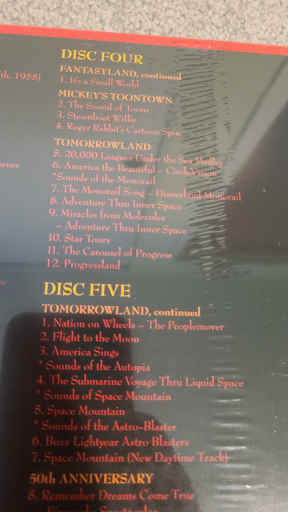 DISC FOUR
th, 1955)
FANTASYLAND, continued
1. It's a Small World
MICKEY'S TOONTOWN
2. The Sound of Toons
3. Steamboat Willie
4. Roger Rabbit's Cartoon Spin
TOMORROWLAND
5. 20,000 Leagues Under the Sea Medley
6. America the Beautiful – Circle-Vision
*Sounds of the Monorail
7. The Monorail Song – Disneyland Monorail
8. Adventure Thru Inner Space
9. Miracles from Molecules
– Adventure Thru Inner Space
10. Star Tours
11. The Carousel of Progress
12. Progressland
DISC FIVE
TOMORROWLAND, continued
1. Nation on Wheels – The Peoplemover
2. Flight to the Moon
3. America Sings
* Sounds of the Autopia
4. The Submarine Voyage Thru Liquid Space
* Sounds of Space Mountain
5. Space Mountain
* Sounds of the Astro-Blaster
6. Buzz Lightyear Astro Blasters
7. Space Mountain (New Daytime Track)
50th ANNIVERSARY
8. Remember Dreams Come True